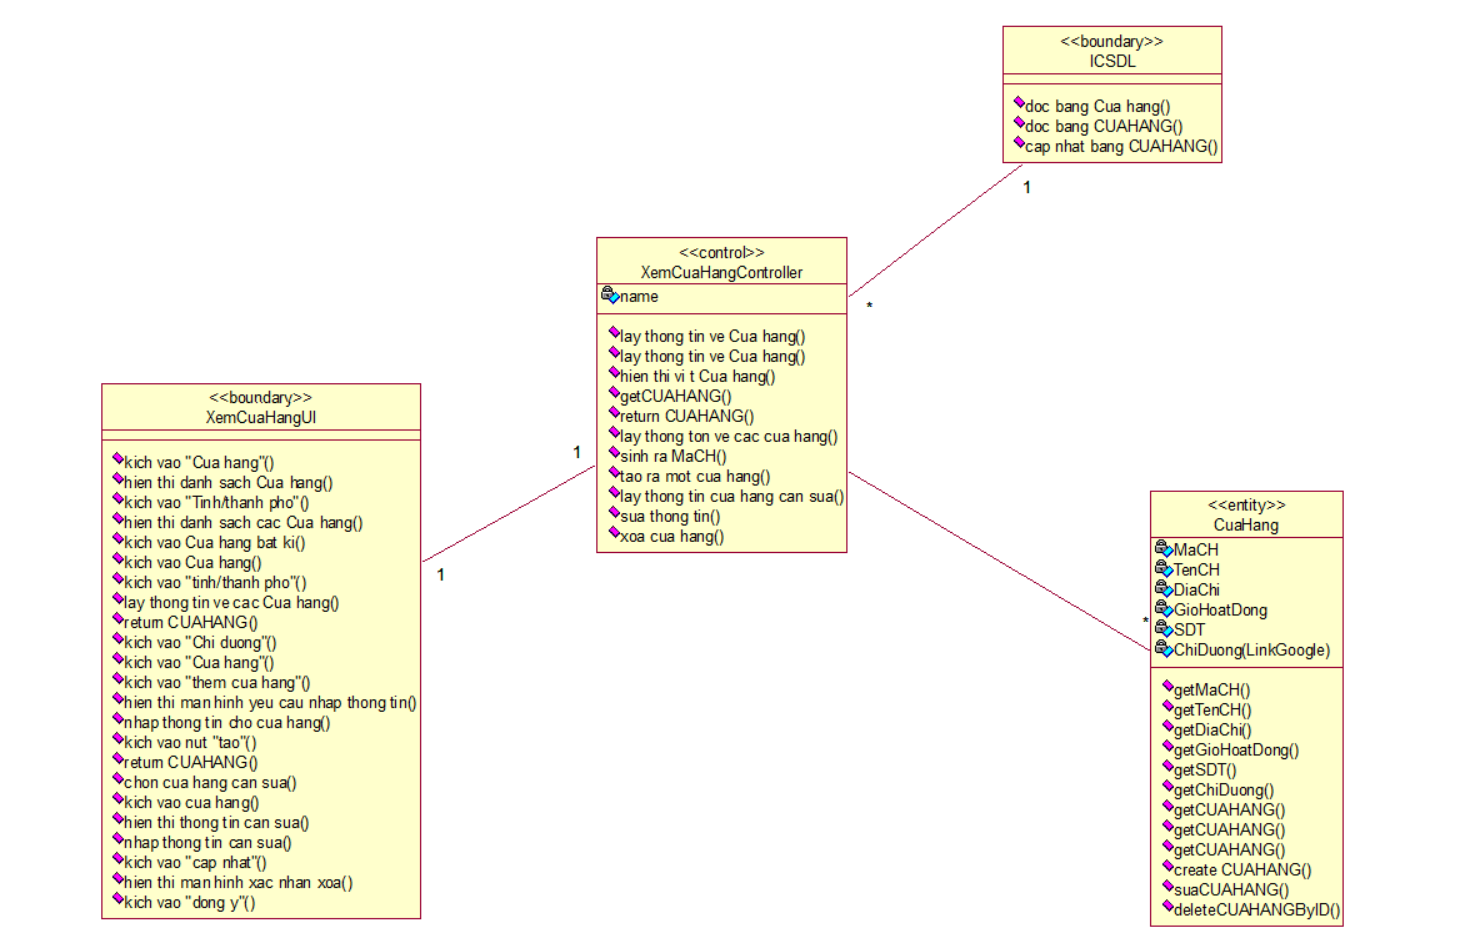 <<boundary>>
ICSDL
doc bang Cua hang()
doc bang CUAHANG()
cap nhat bang CUAHANG()
1
<<control>>
XemCuaHangController
name
lay thong tin ve Cua hang()
lay thong tin ve Cua hang()
hien thi vi t Cua hang()
getCUAHANG()
return CUAHANG()
lay thong ton ve cac cua hang()
sinh ra MaCH()
tao ra mot cua hang()
lay thong tin cua hang can sua()
sua thong tin()
xoa cua hang()
*
1
<<boundary>>
XemCuaHangUI
kich vao "Cua hang"()
hien thi danh sach Cua hang()
kich vao "Tinh/thanh pho"()
hien thi danh sach cac Cua hang()
kich vao Cua hang bat ki()
kich vao Cua hang()
kich vao "tinh/thanh pho"()
lay thong tin ve cac Cua hang()
return CUAHANG()
kich vao "Chi duong"()
kich vao "Cua hang"()
kich vao "them cua hang"()
hien thi man hinh yeu cau nhap thong tin()
nhap thong tin cho cua hang()
kich vao nut "tao"()
return CUAHANG()
chon cua hang can sua()
kich vao cua hang()
hien thi thong tin can sua()
nhap thong tin can sua()
kich vao "cap nhat"()
hien thi man hinh xac nhan xoa()
kich vao "dong y"()
1
<<entity>>
CuaHang
MaCH
TenCH
DiaChi
GioHoatDong
SDT
ChiDuong(LinkGoogle)
getMaCH()
getTenCH()
getDiaChi()
getGioHoatDong()
getSDT()
getChiDuong()
getCUAHANG()
getCUAHANG()
getCUAHANG()
create CUAHANG()
suaCUAHANG()
deleteCUAHANGByID()
*